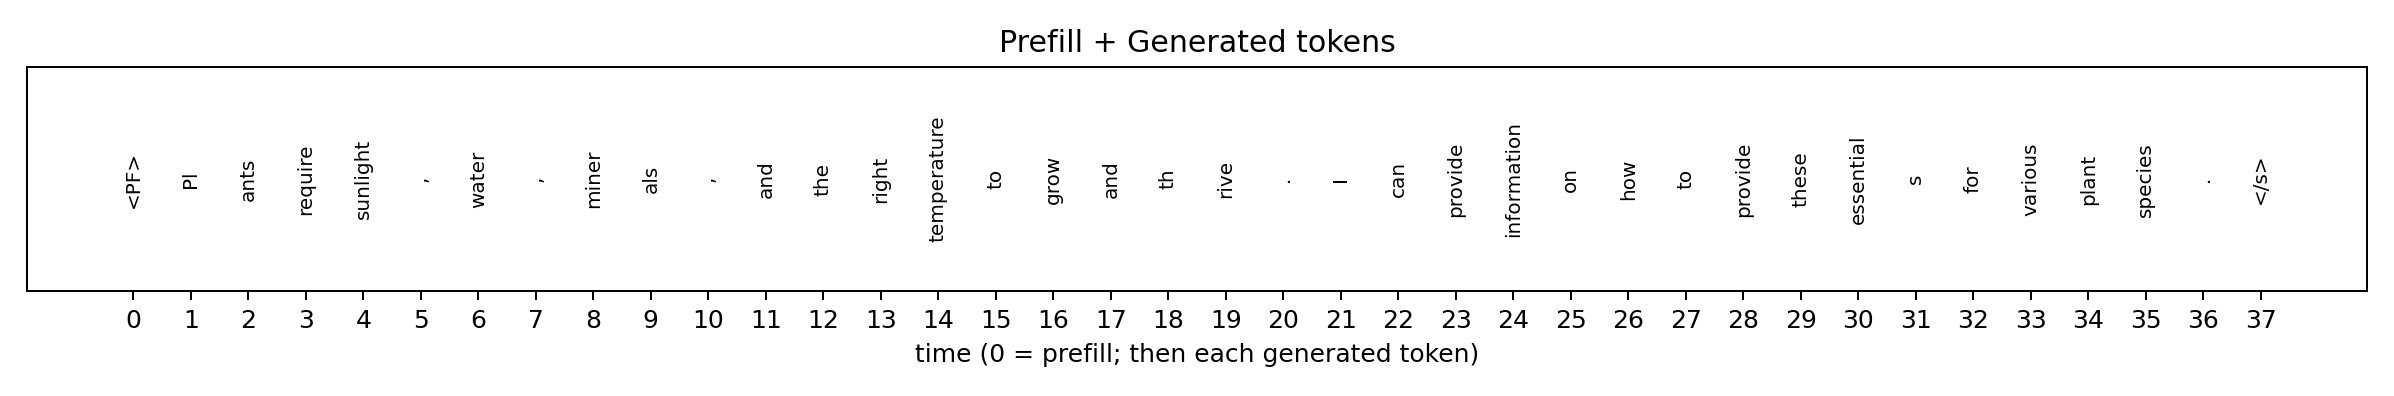 Prefill + Generated tokens
<PF> Pl ants require sunlight , water , miner als , and the right temperature to grow and th rive . I can provide information on how to provide these essential s for various plant species . </s>
0 1 2 3 4 5 6 7 8 9 10 11 12 13 14 15 16 17 18 19 20 21 22 23 24 25 26 27 28 29 30 31 32 33 34 35 36 37
time (0 = prefill; then each generated token)